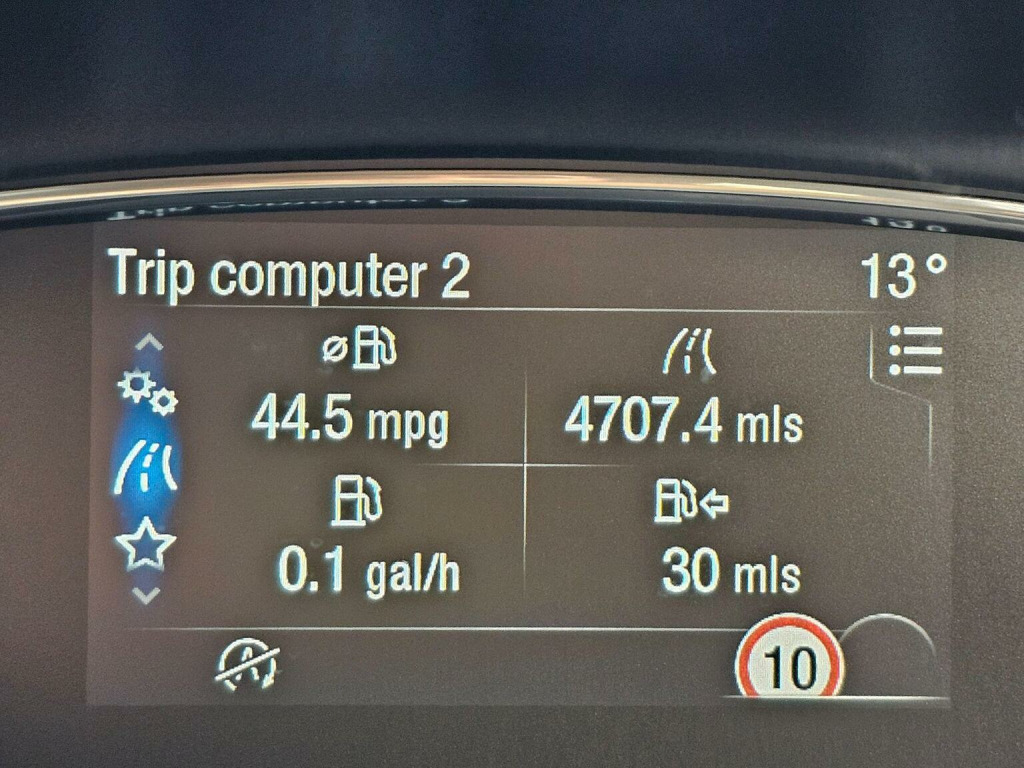 Trip computer 2 13°
44.5 mpg 4707.4 mls
0.1 gal/h 30 mls
10